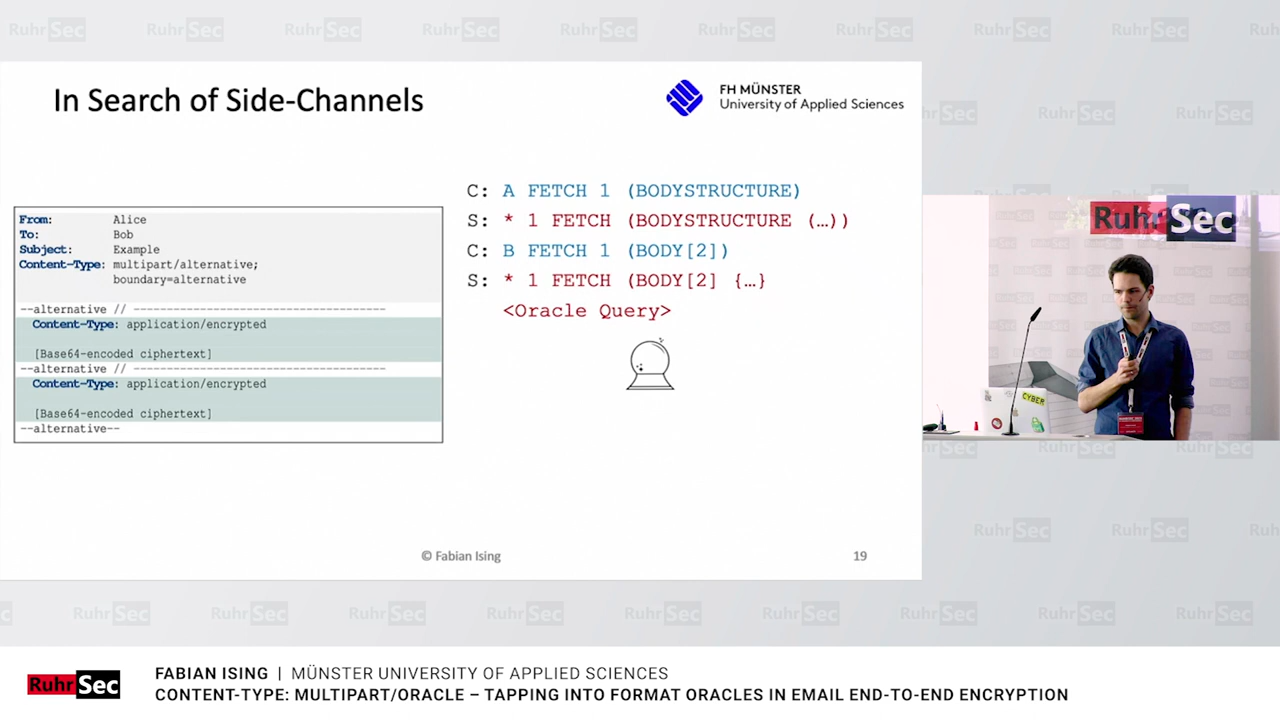 In Search of Side-Channels
FH MÜNSTER
University of Applied Sciences
From: Alice
To: Bob
Subject: Example
Content-Type: multipart/alternative;
boundary=alternative
--alternative // --------------------------------------
Content-Type: application/encrypted
[Base64-encoded ciphertext]
--alternative // --------------------------------------
Content-Type: application/encrypted
[Base64-encoded ciphertext]
--alternative--
C: A FETCH 1 (BODYSTRUCTURE)
S: * 1 FETCH (BODYSTRUCTURE (…))
C: B FETCH 1 (BODY[2])
S: * 1 FETCH (BODY[2] {…}
<Oracle Query>
© Fabian Ising
19
RuhrSec
CYBER
RuhrSec
FABIAN ISING | MÜNSTER UNIVERSITY OF APPLIED SCIENCES
CONTENT-TYPE: MULTIPART/ORACLE – TAPPING INTO FORMAT ORACLES IN EMAIL END-TO-END ENCRYPTION